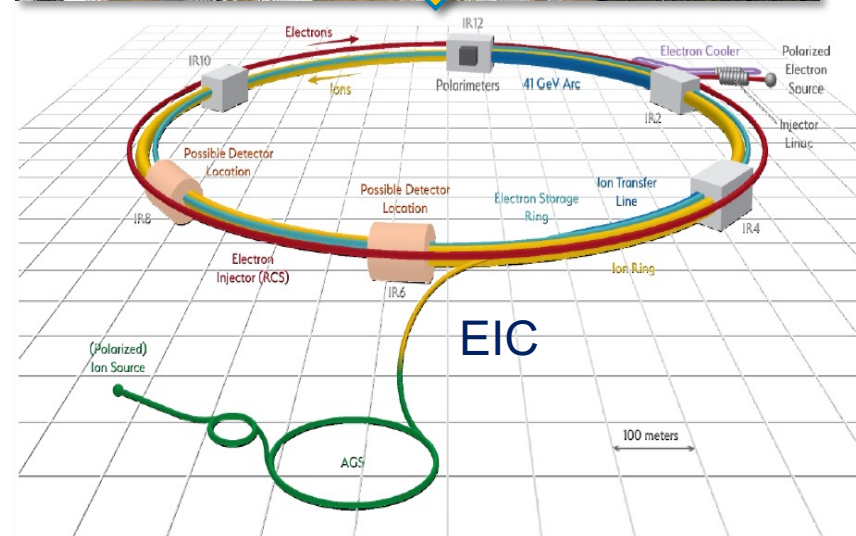 IR12
Electrons
Electron Cooler
Polarized
Electron
Source
IR10
Ions
Polarimeters
41 GeV Arc
IR2
Injector
Linac
Possible Detector
Location
Possible Detector
Location
Ion Transfer
Line
Electron Storage
Ring
IR8
IR4
Electron
Injector (RCS)
Ion Ring
IR6
EIC
(Polarized)
Ion Source
100 meters
AGS